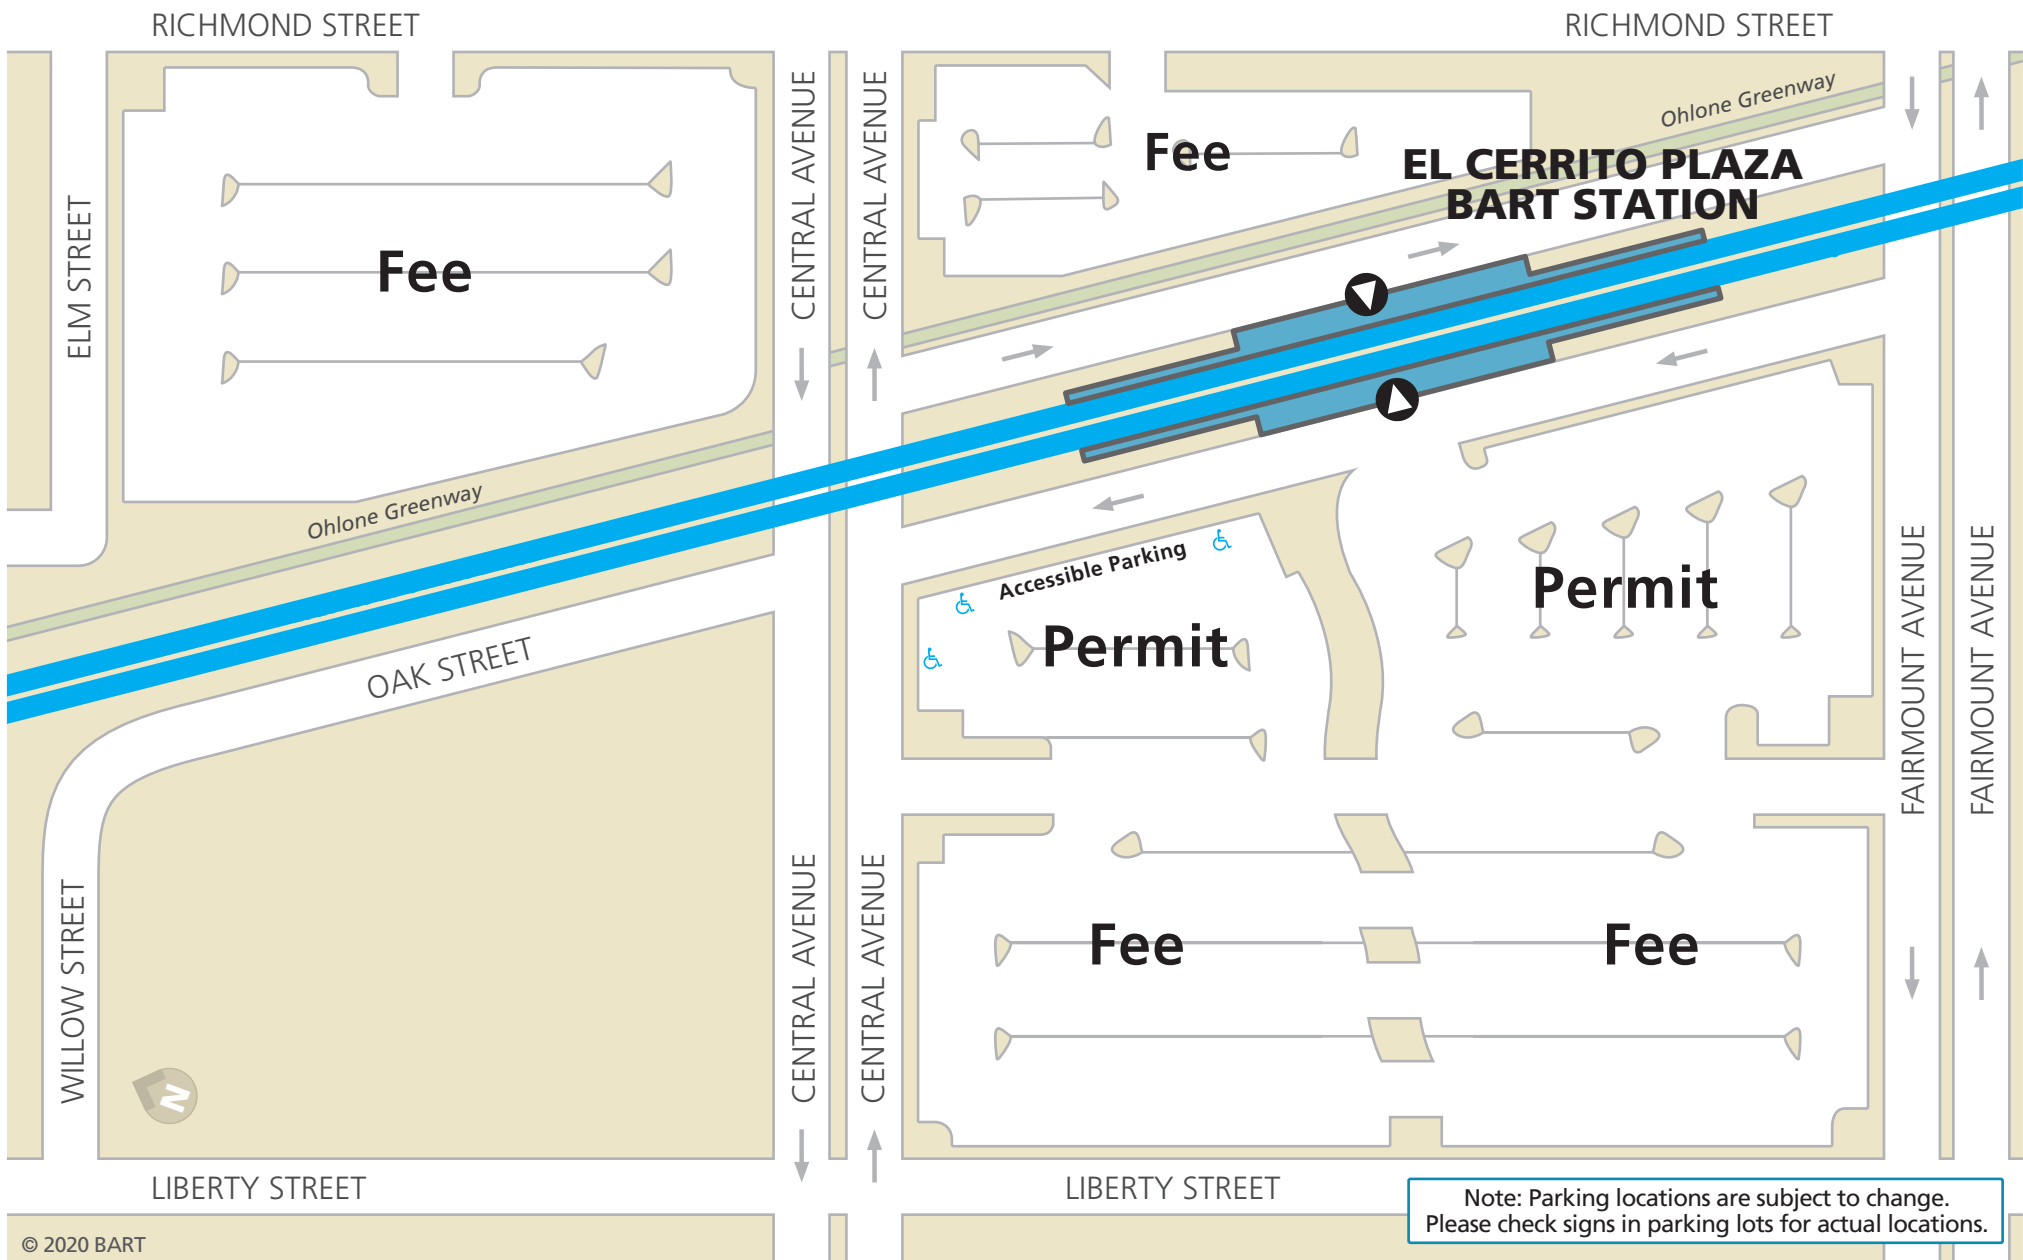 RICHMOND STREET
RICHMOND STREET
Ohlone Greenway
CENTRAL AVENUE
CENTRAL AVENUE
Fee
EL CERRITO PLAZA
BART STATION
ELM STREET
Fee
Ohlone Greenway
Accessible Parking
Permit
Permit
OAK STREET
FAIRMOUNT AVENUE
FAIRMOUNT AVENUE
WILLOW STREET
CENTRAL AVENUE
CENTRAL AVENUE
Fee
Fee
N
LIBERTY STREET
LIBERTY STREET
Note: Parking locations are subject to change.
Please check signs in parking lots for actual locations.
© 2020 BART